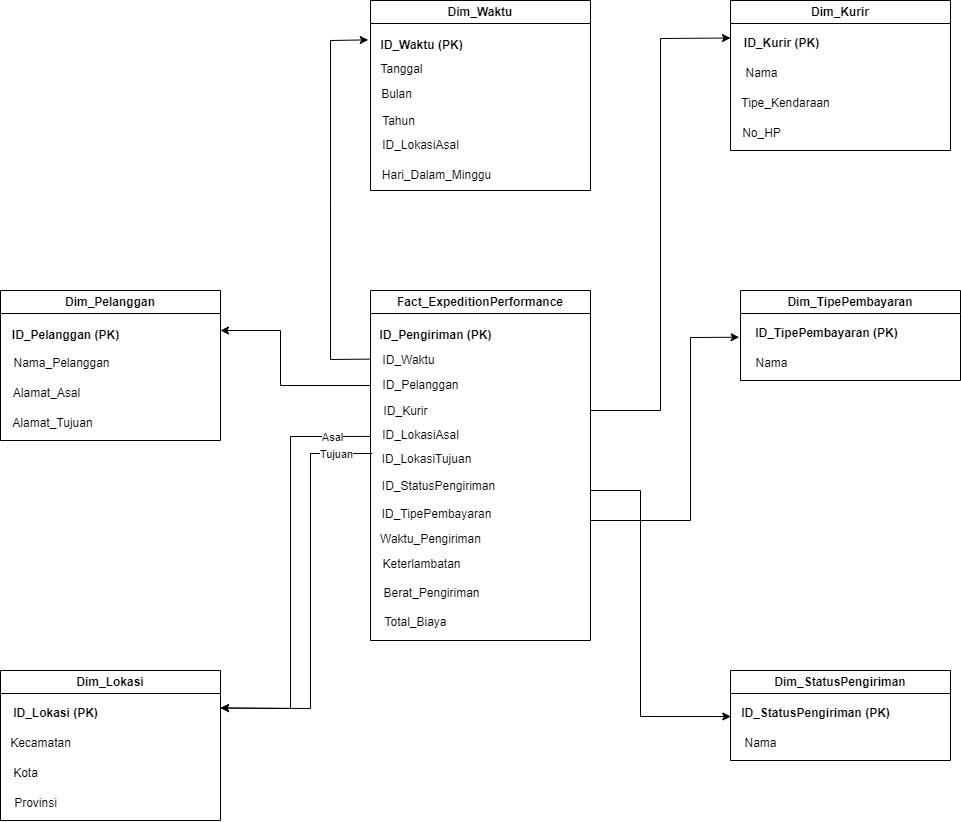 Dim_Waktu
ID_Waktu (PK)
Tanggal
Bulan
Tahun
ID_LokasiAsal
Hari_Dalam_Minggu
Dim_Kurir
ID_Kurir (PK)
Nama
Tipe_Kendaraan
No_HP
Dim_Pelanggan
ID_Pelanggan (PK)
Nama_Pelanggan
Alamat_Asal
Alamat_Tujuan
Fact_ExpeditionPerformance
ID_Pengiriman (PK)
ID_Waktu
ID_Pelanggan
ID_Kurir
ID_LokasiAsal
ID_LokasiTujuan
ID_StatusPengiriman
ID_TipePembayaran
Waktu_Pengiriman
Keterlambatan
Berat_Pengiriman
Total_Biaya
Asal
Tujuan
Dim_TipePembayaran
ID_TipePembayaran (PK)
Nama
Dim_Lokasi
ID_Lokasi (PK)
Kecamatan
Kota
Provinsi
Dim_StatusPengiriman
ID_StatusPengiriman (PK)
Nama